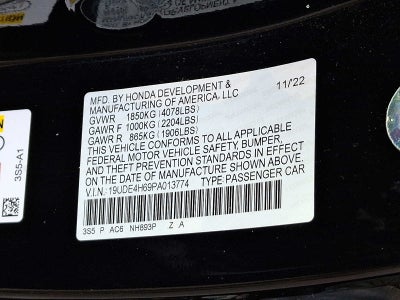 MFD. BY HONDA DEVELOPMENT &
MANUFACTURING OF AMERICA, LLC 11/22
GVWR 1850KG (4078LBS)
GAWR F 1000KG (2204LBS)
GAWR R 865KG (1906LBS)
THIS VEHICLE CONFORMS TO ALL APPLICABLE
FEDERAL MOTOR VEHICLE SAFETY, BUMPER,
AND THEFT PREVENTION STANDARDS IN EFFECT
ON THE DATE OF MANUFACTURE SHOWN ABOVE.
V.I.N.: 19UDE4H69PA013774 TYPE PASSENGER CAR
3S5 P AC6 NH893P Z A
3S5-A1